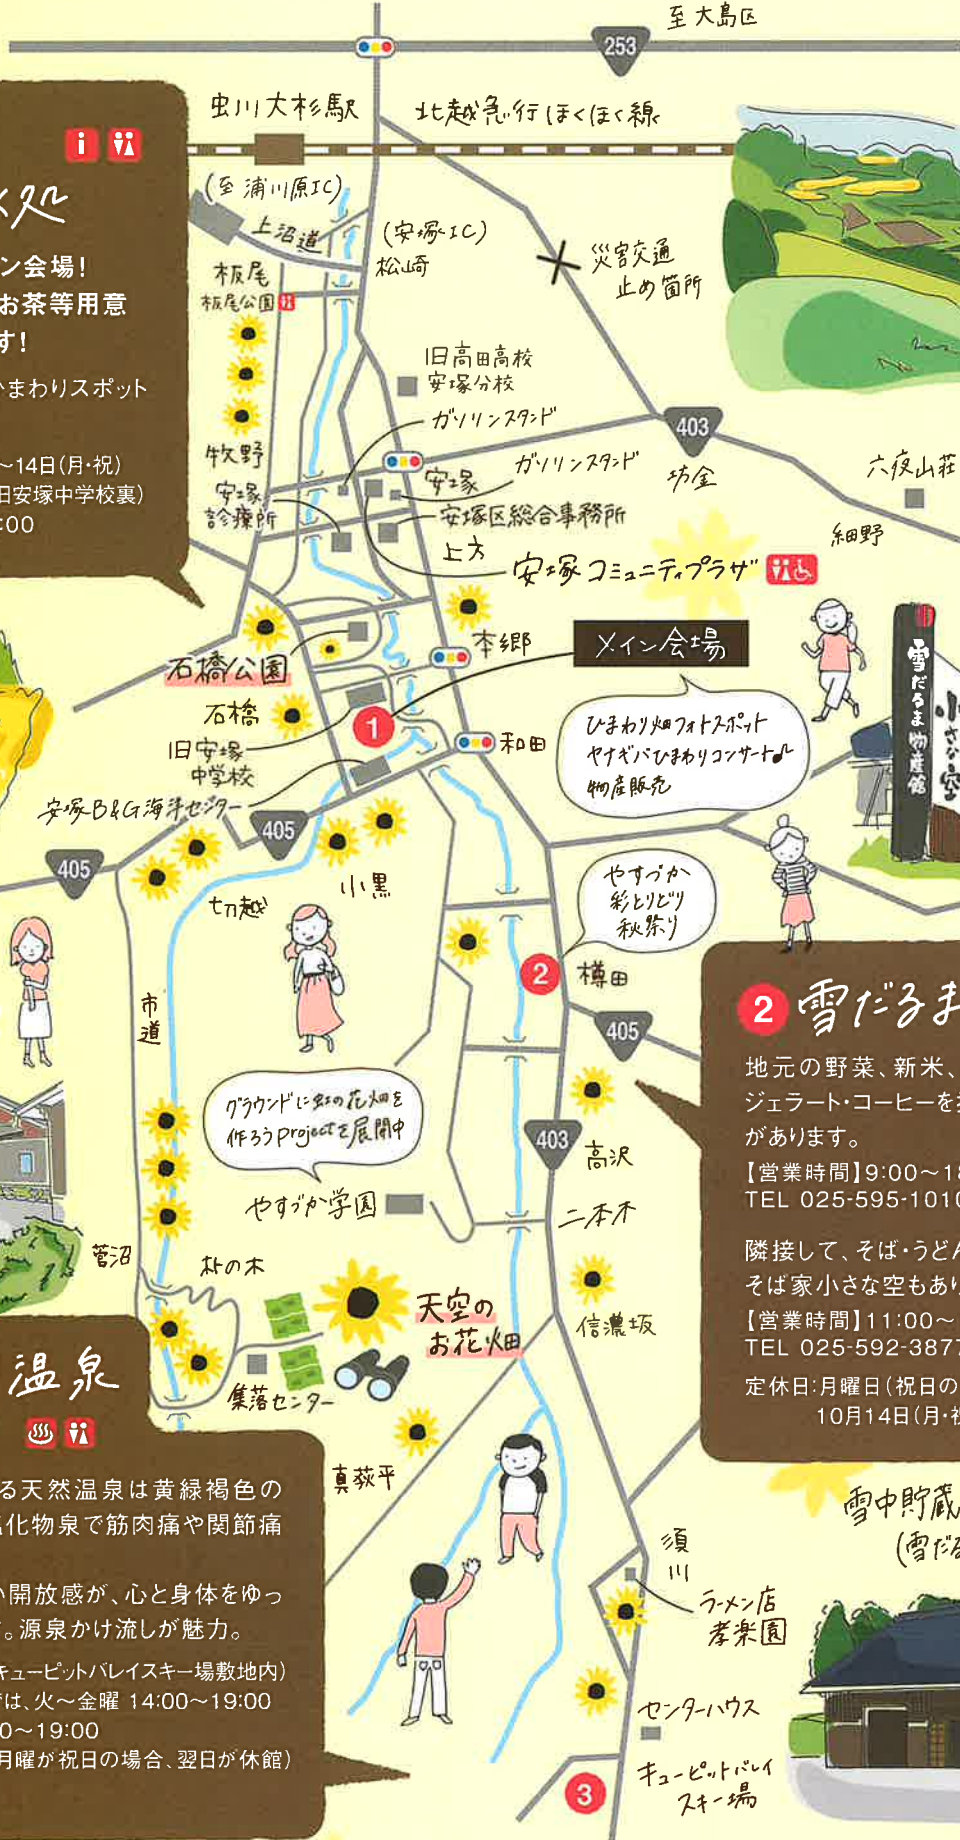 至大島区
253
虫川大杉駅
北越急行ほくほく線
(至 浦川原IC)
上沼道
(安塚IC)
松崎
災害交通
止め箇所
板尾
板尾公園
処
ン会場!
お茶等用意
す!
ひまわりスポット
～14日(月・祝)
旧安塚中学校裏)
:00
旧高田高校
安塚分校
ガソリンスタンド
403
牧野
安塚
ガソリンスタンド
坊金
六夜山荘
安塚
診療所
安塚区総合事務所
細野
上方
安塚コミュニティプラザ
本郷
メイン会場
石橋公園
石橋
1
旧安塚
中学校
和田
ひまわり畑フォトスポット
ヤナギバひまわりコンサート♪
物産販売
雪だるま物産館
小さな空
安塚B&G海洋センター
405
405
小黒
切越
やすづか
彩とりどり
秋祭り
2
樽田
市道
405
2 雪だるま
地元の野菜、新米、
ジェラート・コーヒーを
があります。
【営業時間】9:00～18
TEL 025-595-1010
隣接して、そば・うどん
そば家小さな空もあり
【営業時間】11:00～
TEL 025-592-3877
定休日:月曜日(祝日の
10月14日(月・祝
グラウンドに虹の花畑を
作ろうprojectを展開中
403
高沢
やすづか学園
二本木
菅沼
朴の木
天空の
お花畑
信濃坂
集落センター
温泉
真荻平
る天然温泉は黄緑褐色の
塩化物泉で筋肉痛や関節痛
い開放感が、心と身体をゆっ
。源泉かけ流しが魅力。
キューピットバレイスキー場敷地内)
は、火～金曜 14:00～19:00
0～19:00
月曜が祝日の場合、翌日が休館)
雪中貯蔵
(雪だる
須川
ラーメン店
孝楽園
センターハウス
キューピットバレイ
スキー場
3